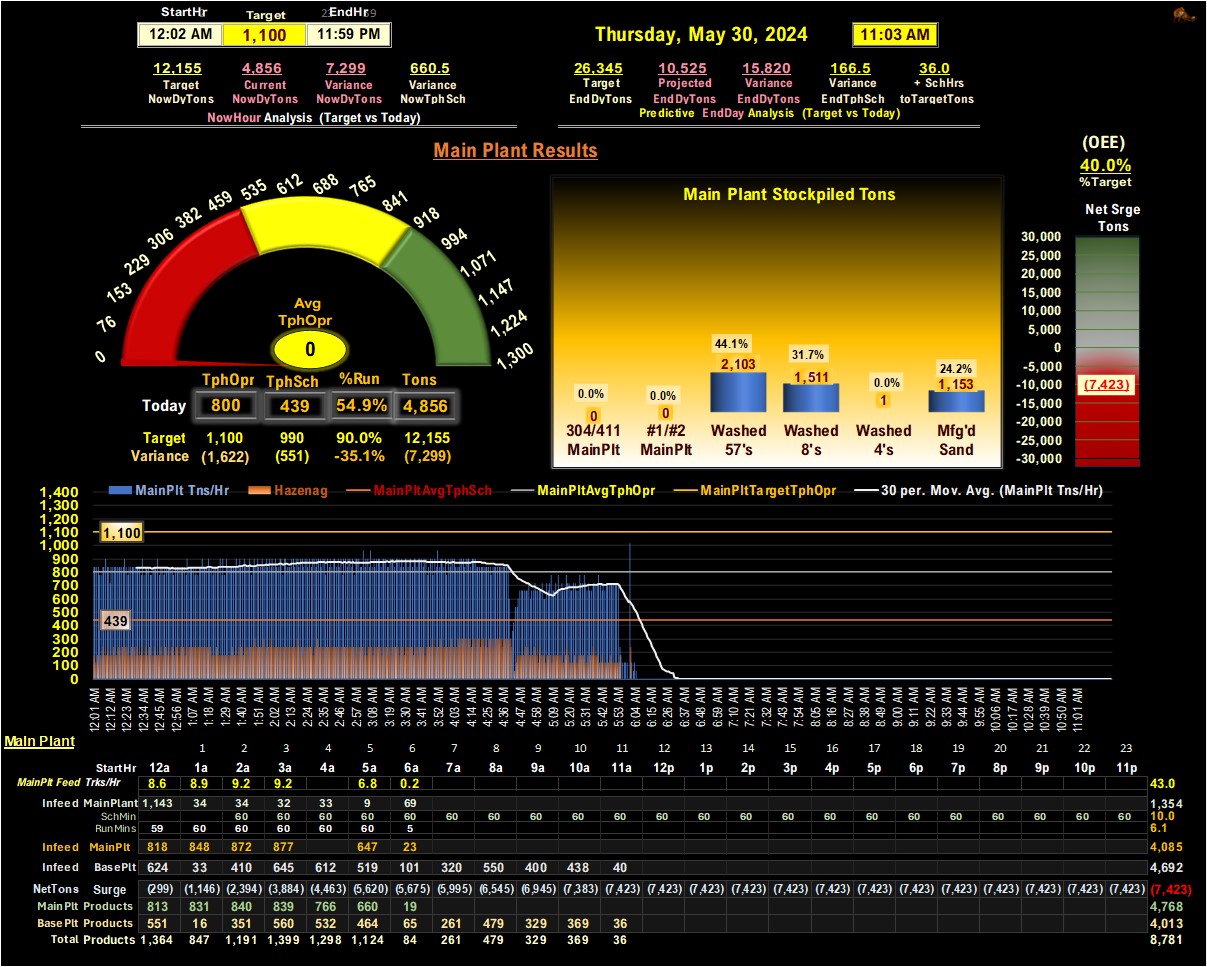 StartHr Target EndHr
12:02 AM 1,100 11:59 PM
Thursday, May 30, 2024 11:03 AM
12,155 4,856 7,299 660.5
Target Current Variance Variance
NowDyTons NowDyTons NowDyTons NowTphSch
NowHour Analysis (Target vs Today)
26,345 10,525 15,820 166.5 36.0
Target Projected Variance Variance + SchHrs
EndDyTons EndDyTons EndDyTons EndTphSch toTargetTons
Predictive EndDay Analysis (Target vs Today)
Main Plant Results
(OEE)
40.0%
%Target
0 76 153 229 306 382 459 535 612 688 765 841 918 994 1,071 1,147 1,224 1,300
Avg
TphOpr
0
TphOpr TphSch %Run Tons
Today 800 439 54.9% 4,856
Target 1,100 990 90.0% 12,155
Variance (1,622) (551) -35.1% (7,299)
Main Plant Stockpiled Tons
0.0% 0.0% 44.1% 31.7% 0.0% 24.2%
0 0 2,103 1,511 1 1,153
304/411 #1/#2 Washed Washed Washed Mfg'd
MainPlt MainPlt 57's 8's 4's Sand
Net Srge
Tons
30,000
25,000
20,000
15,000
10,000
5,000
0
-5,000
-10,000
-15,000
-20,000
-25,000
-30,000
(7,423)
MainPlt Tns/Hr Hazenag MainPltAvgTphSch MainPltAvgTphOpr MainPltTargetTphOpr 30 per. Mov. Avg. (MainPlt Tns/Hr)
1,400
1,300
1,200
1,100
1,000
900
800
700
600
500
400
300
200
100
0
1,100
439
12:01 AM 12:12 AM 12:23 AM 12:34 AM 12:45 AM 12:56 AM 1:07 AM 1:18 AM 1:29 AM 1:40 AM 1:51 AM 2:02 AM 2:13 AM 2:24 AM 2:35 AM 2:46 AM 2:57 AM 3:08 AM 3:19 AM 3:30 AM 3:41 AM 3:52 AM 4:03 AM 4:14 AM 4:25 AM 4:36 AM 4:47 AM 4:58 AM 5:09 AM 5:20 AM 5:31 AM 5:42 AM 5:53 AM 6:04 AM 6:15 AM 6:26 AM 6:37 AM 6:48 AM 6:59 AM 7:10 AM 7:21 AM 7:32 AM 7:43 AM 7:54 AM 8:05 AM 8:16 AM 8:27 AM 8:38 AM 8:49 AM 9:00 AM 9:11 AM 9:22 AM 9:33 AM 9:44 AM 9:55 AM 10:06 AM 10:17 AM 10:28 AM 10:39 AM 10:50 AM 11:01 AM
Main Plant
1 2 3 4 5 6 7 8 9 10 11 12 13 14 15 16 17 18 19 20 21 22 23
StartHr 12a 1a 2a 3a 4a 5a 6a 7a 8a 9a 10a 11a 12p 1p 2p 3p 4p 5p 6p 7p 8p 9p 10p 11p
MainPlt Feed Trks/Hr 8.6 8.9 9.2 9.2 6.8 0.2 43.0
Infeed MainPlant 1,143 34 34 32 33 9 69 1,354
SchMin 60 60 60 60 60 60 60 60 60 60 60 60 60 60 60 60 60 60 60 60 60 60 10.0
RunMins 59 60 60 60 60 60 5 6.1
Infeed MainPlt 818 848 872 877 647 23 4,085
Infeed BasePlt 624 33 410 645 612 519 101 320 550 400 438 40 4,692
NetTons Surge (299) (1,146) (2,394) (3,884) (4,463) (5,620) (5,675) (5,995) (6,545) (6,945) (7,383) (7,423) (7,423) (7,423) (7,423) (7,423) (7,423) (7,423) (7,423) (7,423) (7,423) (7,423) (7,423) (7,423) (7,423)
MainPlt Products 813 831 840 839 766 660 19 4,768
BasePlt Products 551 16 351 560 532 464 65 261 479 329 369 36 4,013
Total Products 1,364 847 1,191 1,399 1,298 1,124 84 261 479 329 369 36 8,781